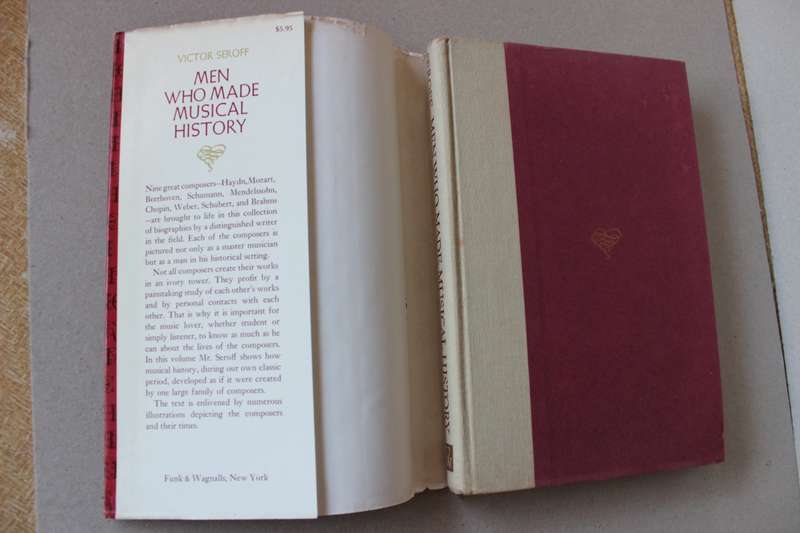 $5.95
VICTOR SEROFF
MEN
WHO MADE
MUSICAL
HISTORY
Nine great composers—Haydn, Mozart,
Beethoven, Schumann, Mendelssohn,
Chopin, Weber, Schubert, and Brahms
—are brought to life in this collection
of biographies by a distinguished writer
in the field. Each of the composers is
pictured not only as a master musician
but as a man in his historical setting.
Not all composers create their works
in an ivory tower. They profit by a
painstaking study of each other's works
and by personal contacts with each
other. That is why it is important for
the music lover, whether student or
simply listener, to know as much as he
can about the lives of the composers.
In this volume Mr. Seroff shows how
musical history, during our own classic
period, developed as if it were created
by one large family of composers.
The text is enlivened by numerous
illustrations depicting the composers
and their times.
Funk & Wagnalls, New York
MEN WHO MADE MUSICAL HISTORY